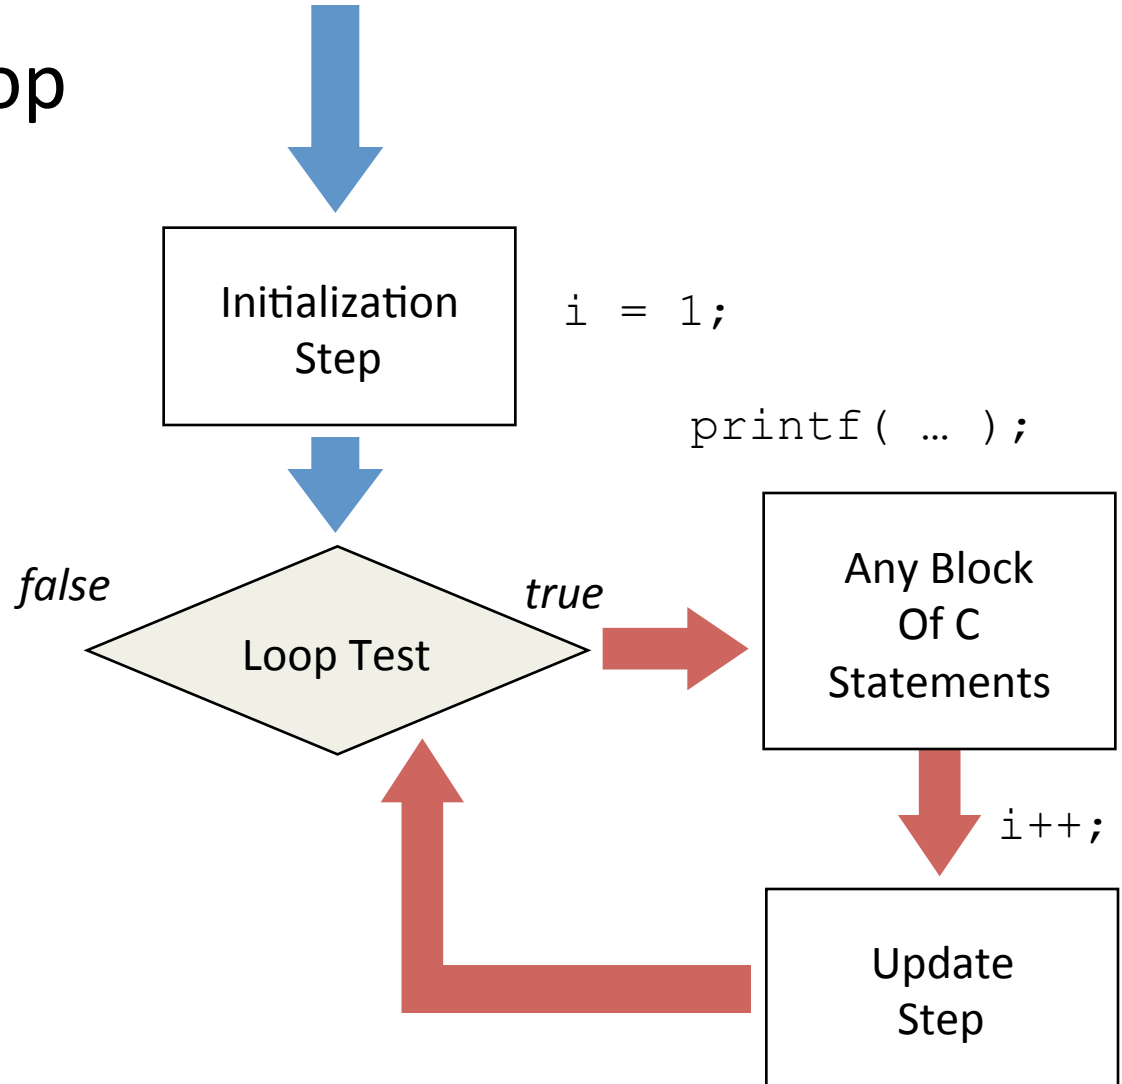 op
Initialization
Step
i = 1;
printf( … );
false
true
Loop Test
Any Block
Of C
Statements
i++;
Update
Step